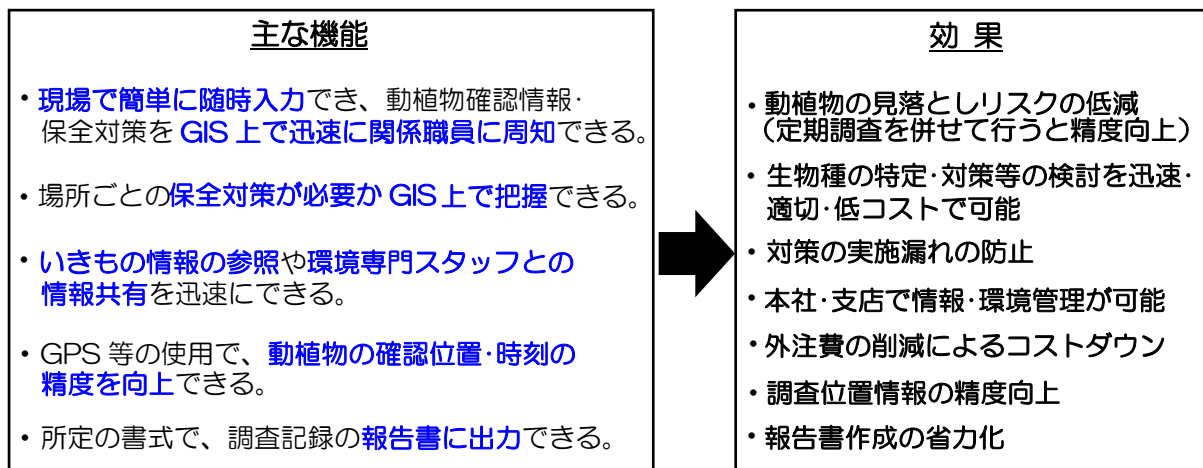 主な機能
・現場で簡単に随時入力でき、動植物確認情報・
保全対策を GIS 上で迅速に関係職員に周知できる。
・場所ごとの保全対策が必要か GIS 上で把握できる。
・いきもの情報の参照や環境専門スタッフとの
情報共有を迅速にできる。
・GPS 等の使用で、動植物の確認位置・時刻の
精度を向上できる。
・所定の書式で、調査記録の報告書に出力できる。
効 果
・動植物の見落としリスクの低減
（定期調査を併せて行うと精度向上）
・生物種の特定・対策等の検討を迅速・
適切・低コストで可能
・対策の実施漏れの防止
・本社・支店で情報・環境管理が可能
・外注費の削減によるコストダウン
・調査位置情報の精度向上
・報告書作成の省力化